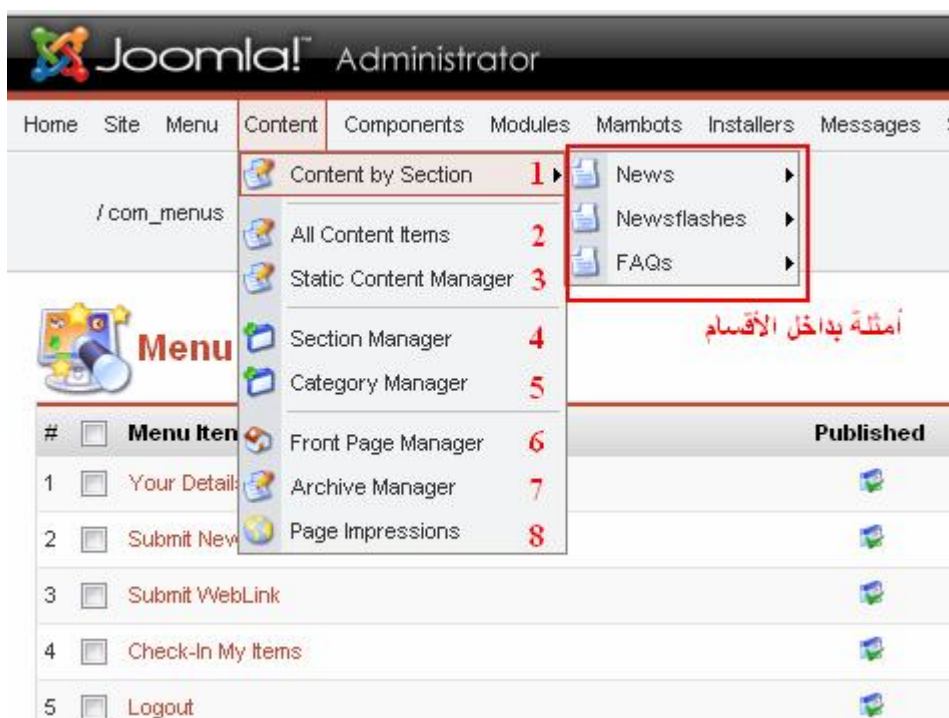 Joomla!™ Administrator
Home Site Menu Content Components Modules Mambots Installers Messages
/ com_menus
Content by Section 1
News
Newsflashes
FAQs
All Content Items 2
Static Content Manager 3
Section Manager 4
Category Manager 5
Front Page Manager 6
Archive Manager 7
Page Impressions 8
أمثلة بداخل الأقسام
Menu
# Menu Iten Published
1 Your Details
2 Submit New
3 Submit WebLink
4 Check-In My Items
5 Logout